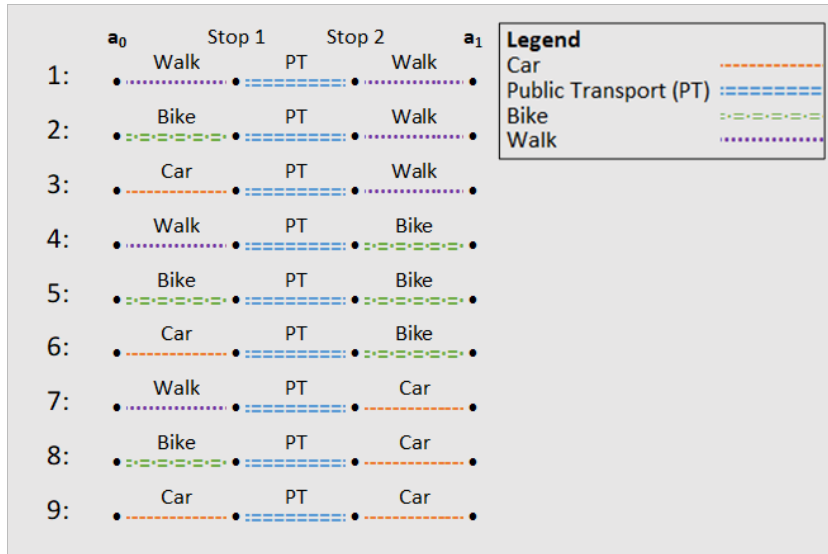 a0 Stop 1 Stop 2 a1
1: Walk PT Walk
2: Bike PT Walk
3: Car PT Walk
4: Walk PT Bike
5: Bike PT Bike
6: Car PT Bike
7: Walk PT Car
8: Bike PT Car
9: Car PT Car
Legend
Car
Public Transport (PT)
Bike
Walk